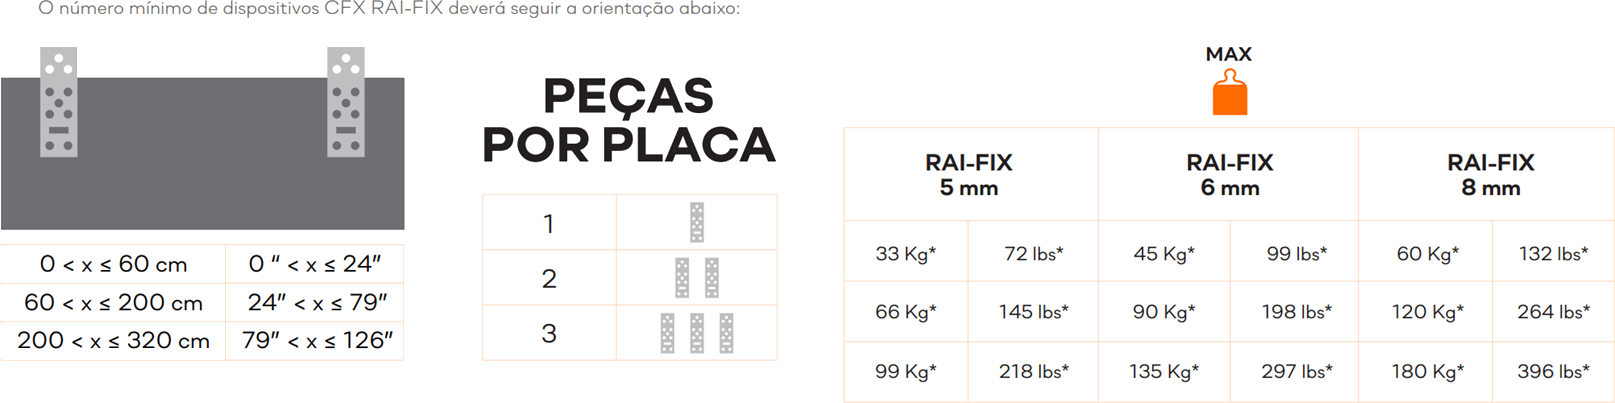 O número mínimo de dispositivos CFX RAI-FIX deverá seguir a orientação abaixo:
0 < x ≤ 60 cm 0 “ < x ≤ 24”
60 < x ≤ 200 cm 24” < x ≤ 79”
200 < x ≤ 320 cm 79” < x ≤ 126”
PEÇAS
POR PLACA
1
2
3
MAX
RAI-FIX
5 mm
RAI-FIX
6 mm
RAI-FIX
8 mm
33 Kg* 72 lbs* 45 Kg* 99 lbs* 60 Kg* 132 lbs*
66 Kg* 145 lbs* 90 Kg* 198 lbs* 120 Kg* 264 lbs*
99 Kg* 218 lbs* 135 Kg* 297 lbs* 180 Kg* 396 lbs*